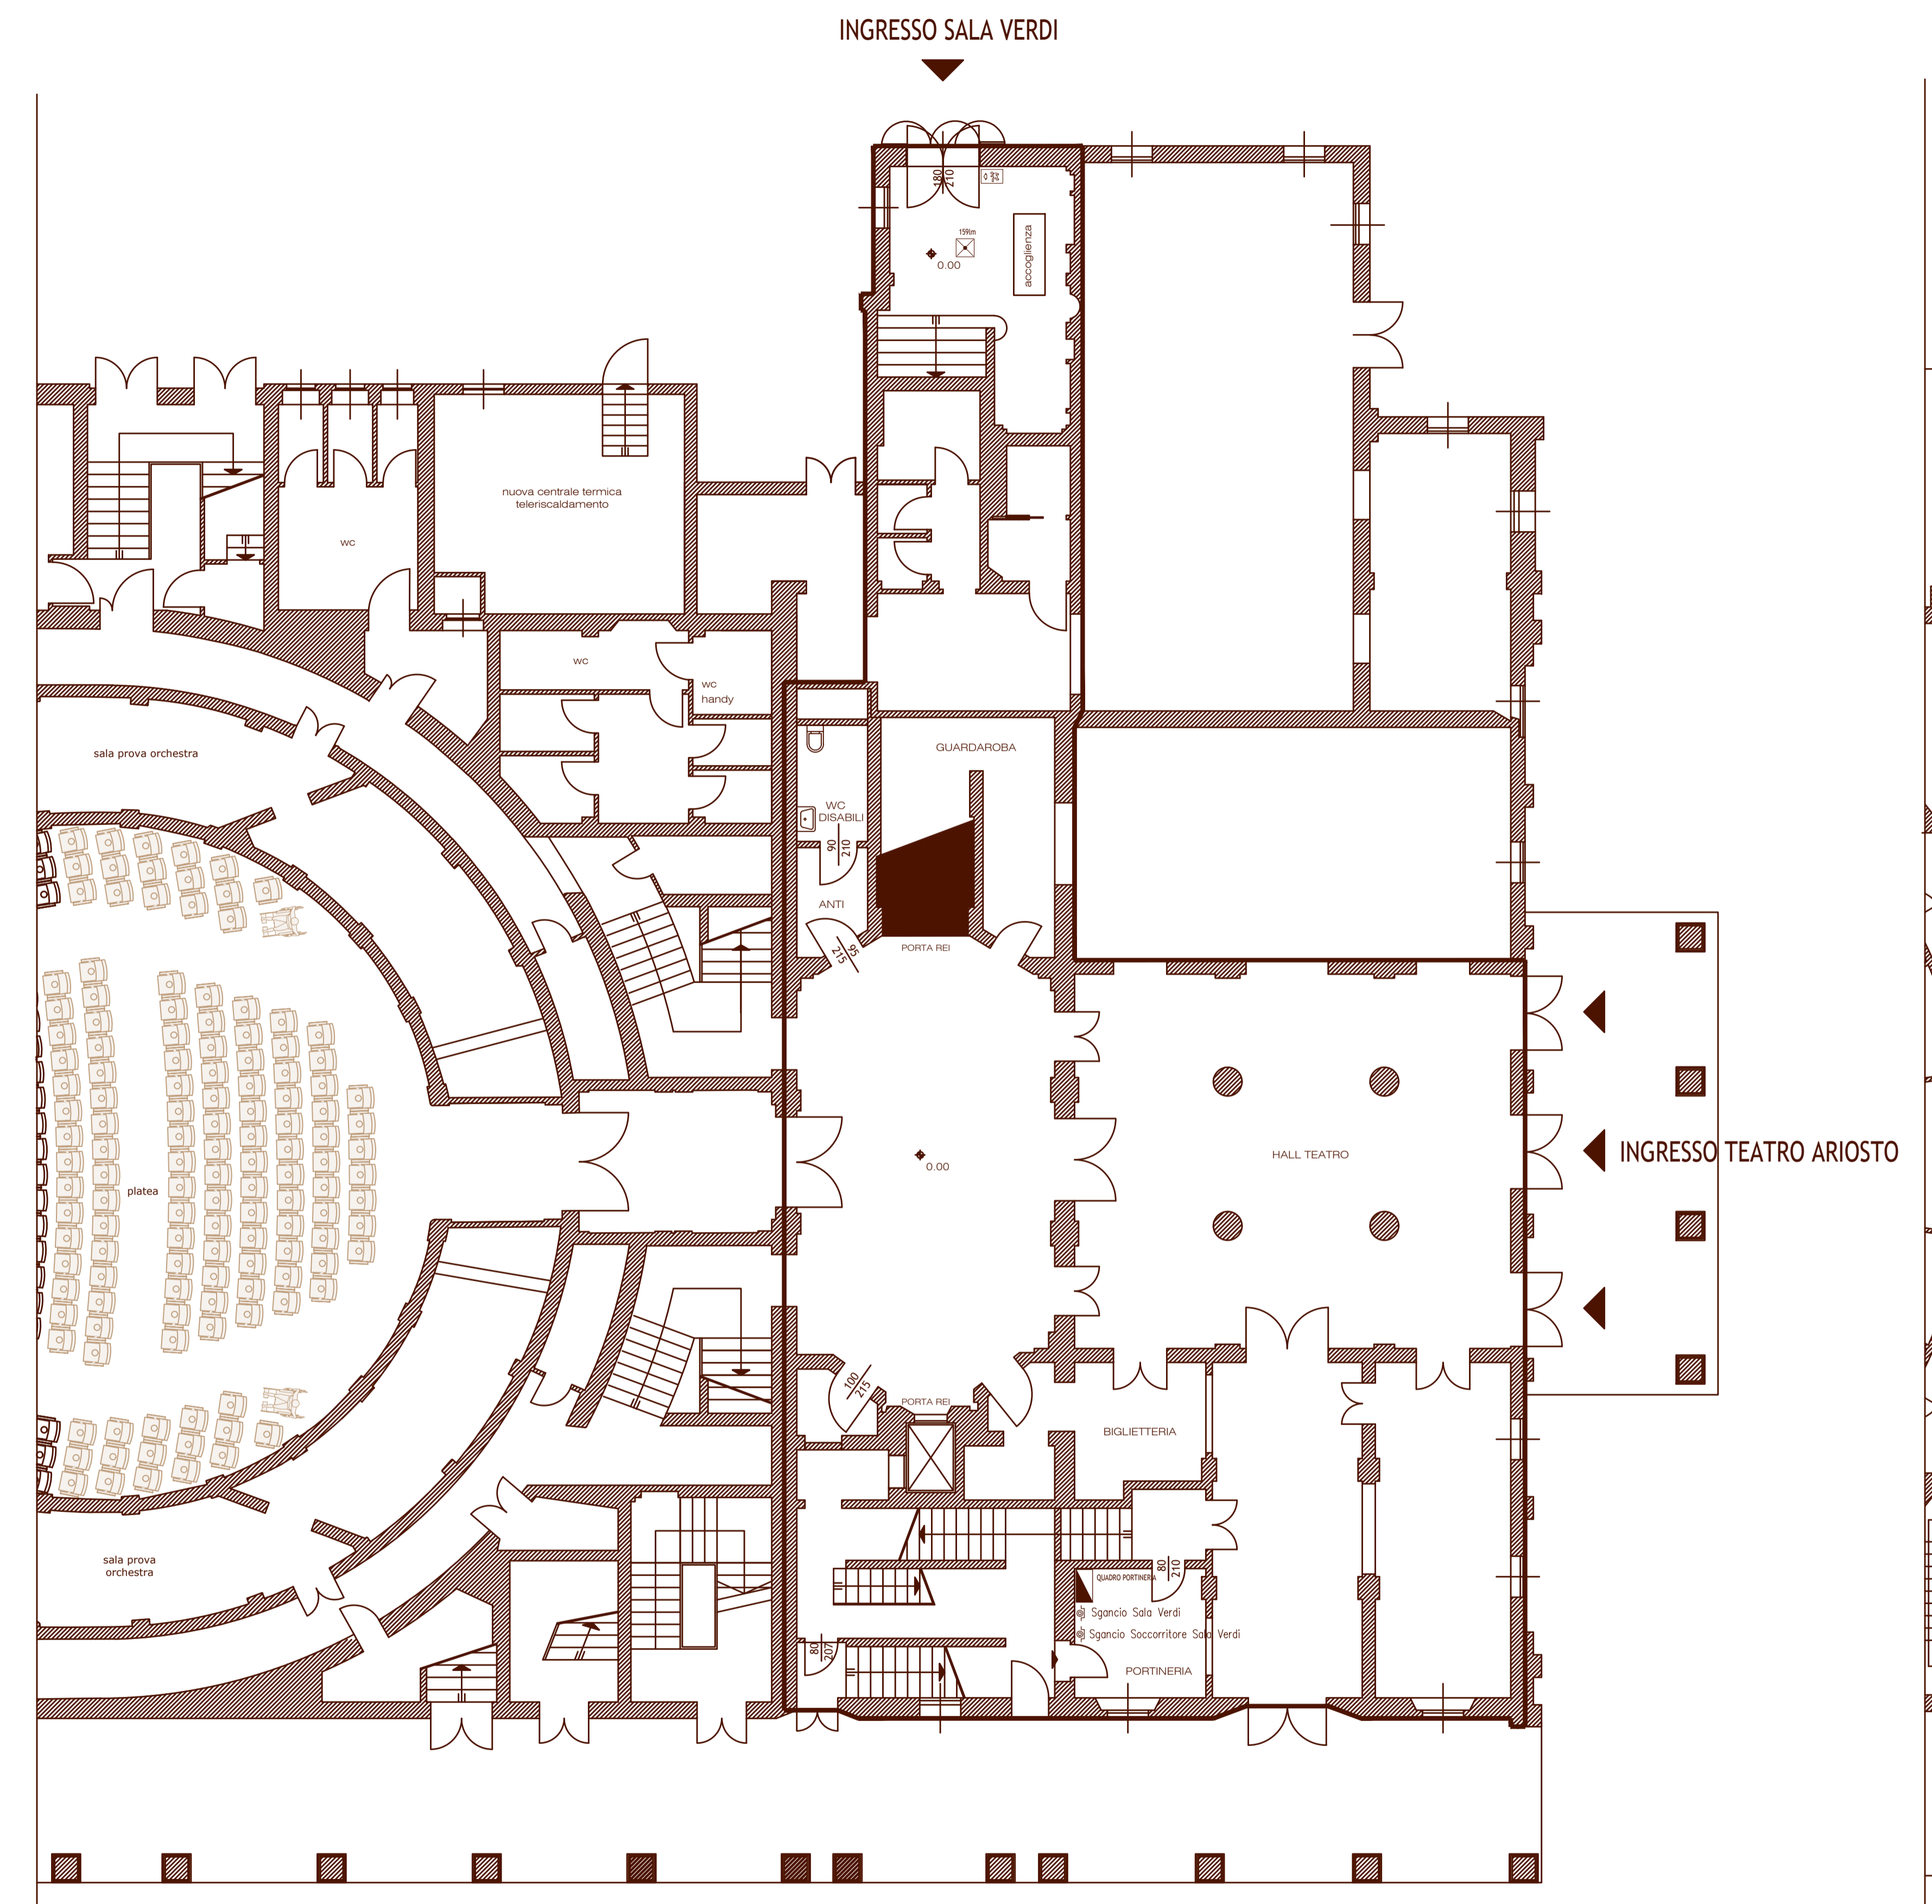 INGRESSO SALA VERDI
180
210
159lm
0.00
accoglienza
nuova centrale termica
teleriscaldamento
wc
wc
wc
handy
sala prova orchestra
GUARDAROBA
WC
DISABILI
90
210
ANTI
95
215
PORTA REI
platea
0.00
HALL TEATRO
INGRESSO TEATRO ARIOSTO
100
215
PORTA REI
BIGLIETTERIA
sala prova
orchestra
80
210
QUADRO PORTINERIA
Sgancio Sala Verdi
Sgancio Soccorritore Sala Verdi
80
207
PORTINERIA